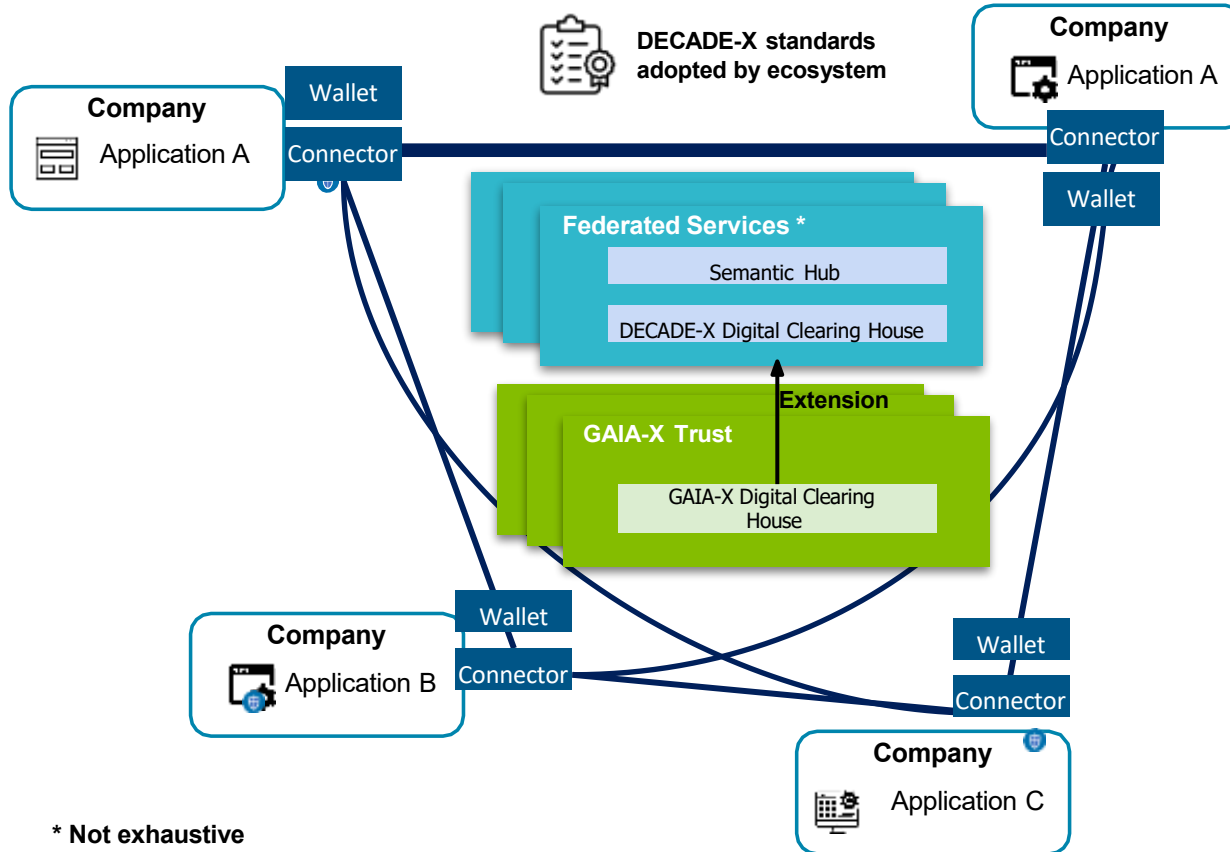 DECADE-X standards
adopted by ecosystem
Company
Application A
Wallet
Connector
Company
Application A
Connector
Wallet
Federated Services *
Semantic Hub
DECADE-X Digital Clearing House
Extension
GAIA-X Trust
GAIA-X Digital Clearing
House
Wallet
Connector
Company
Application B
Wallet
Connector
Company
Application C
* Not exhaustive